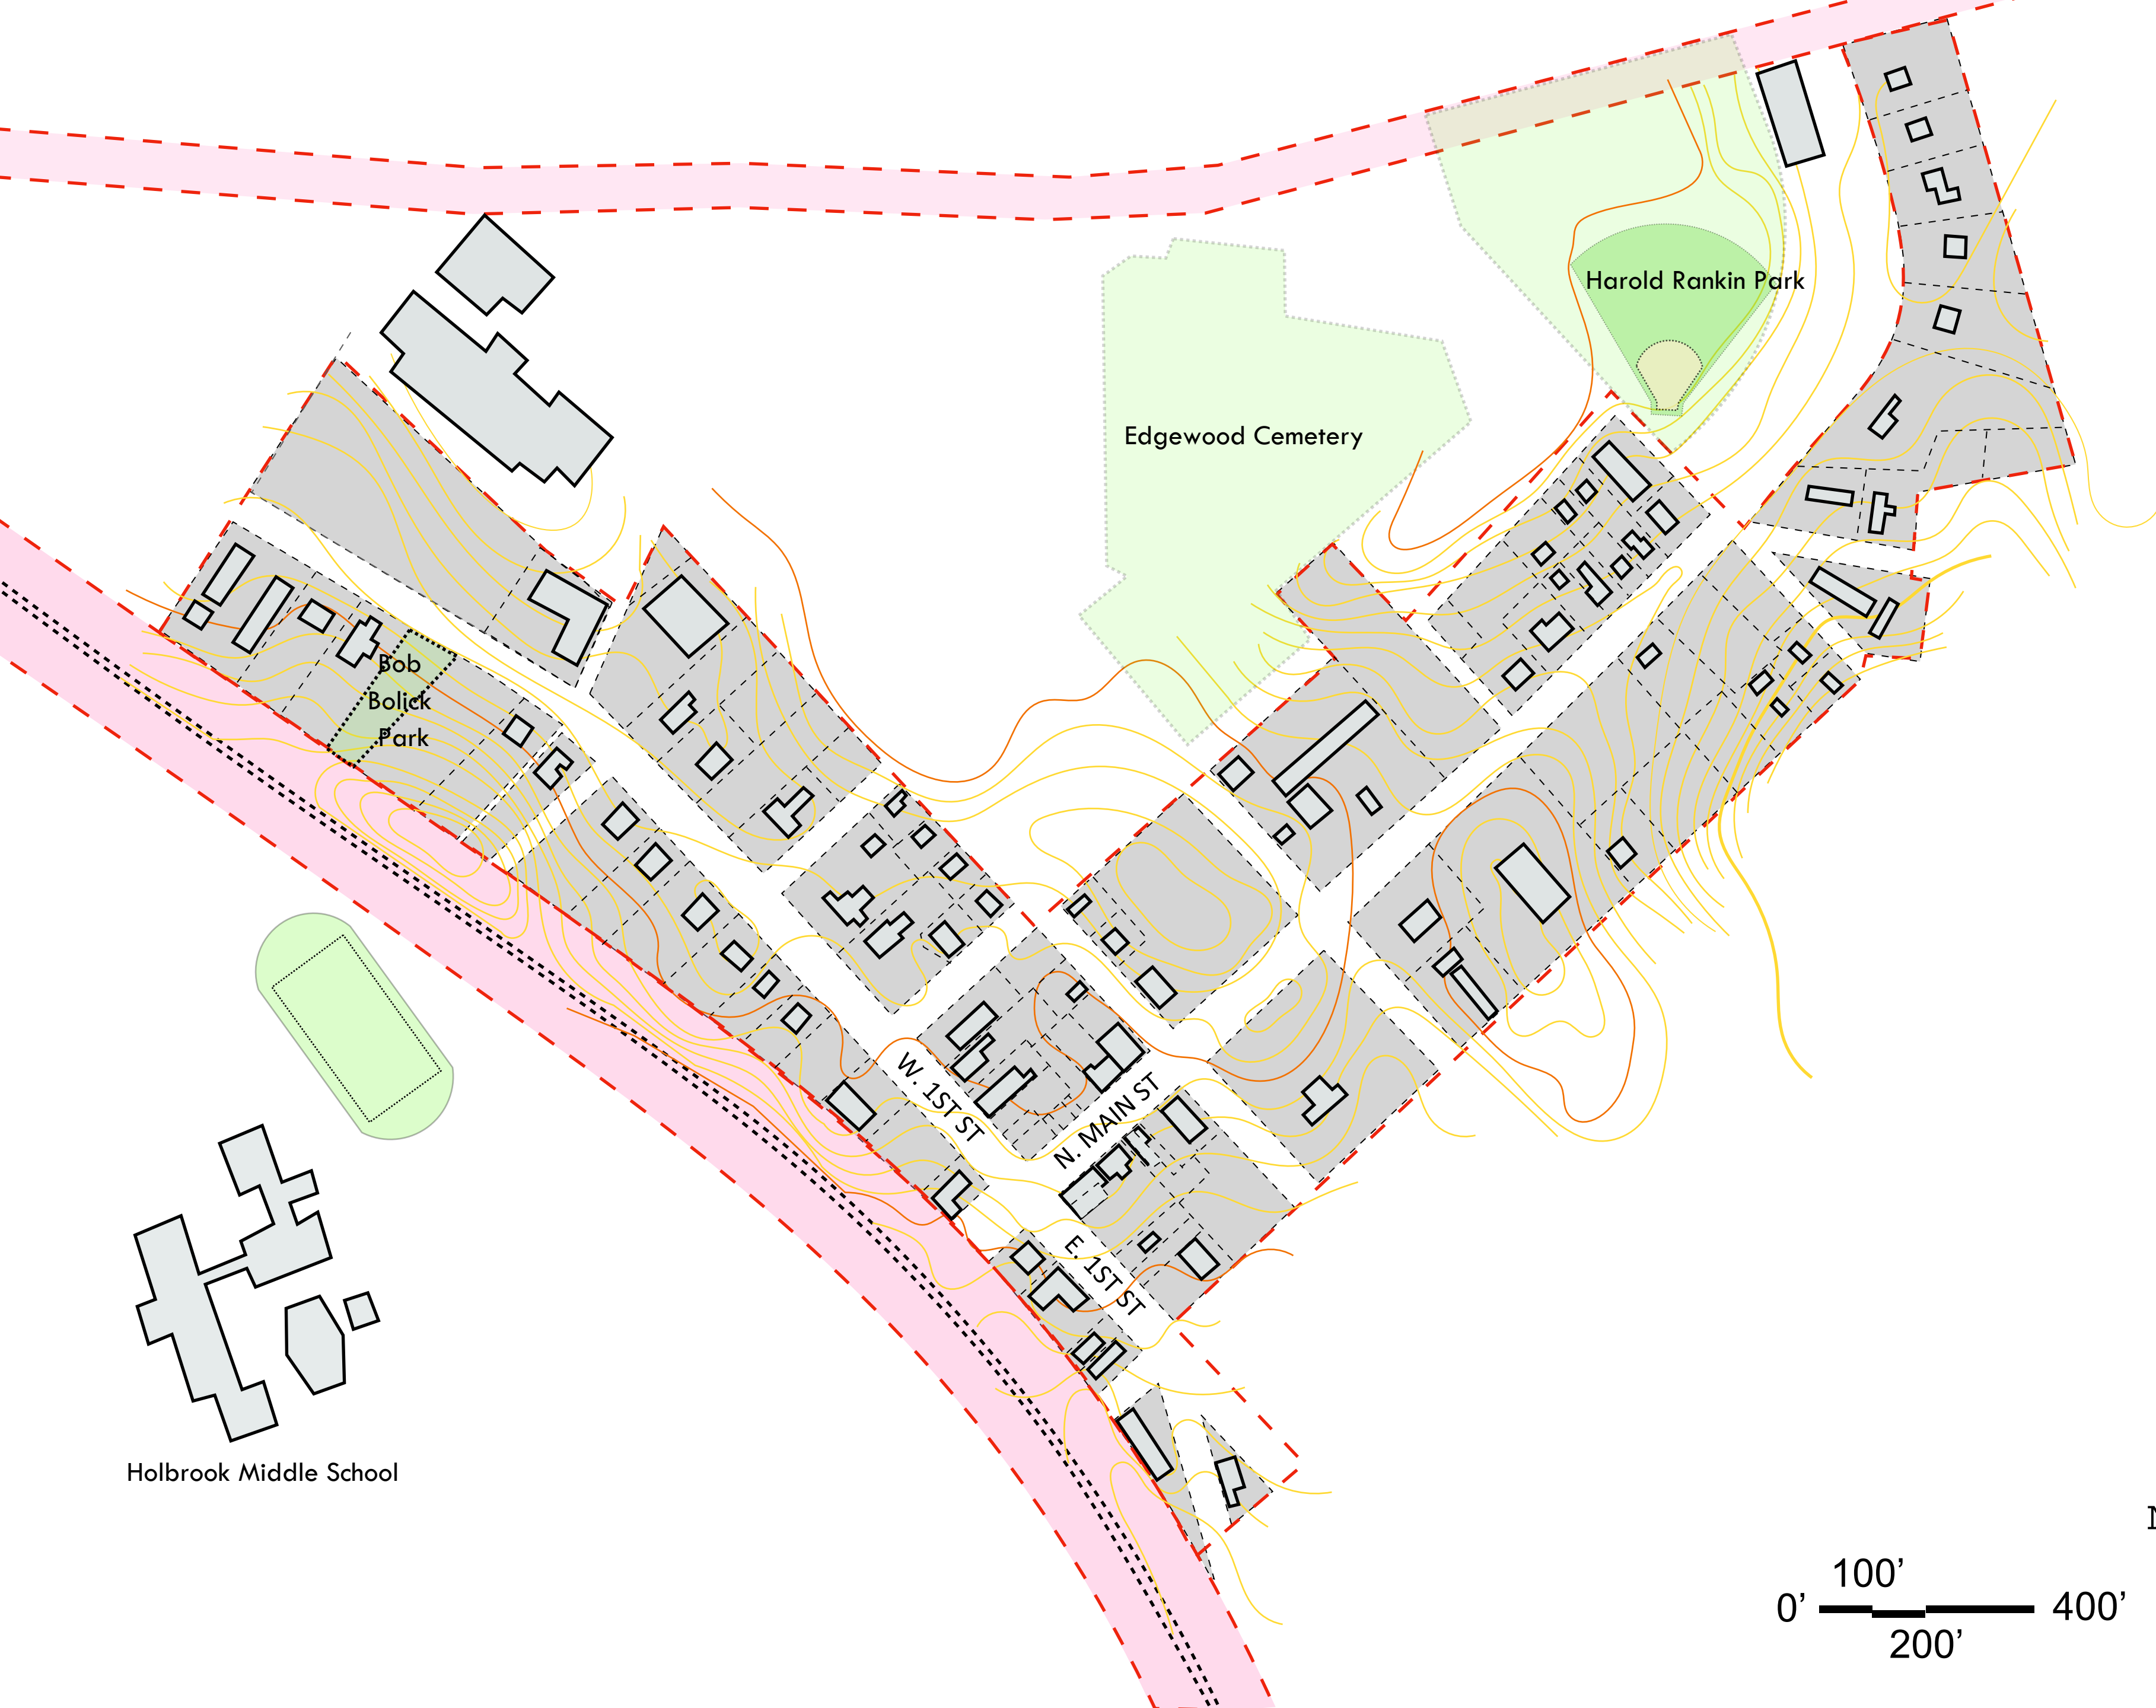 Harold Rankin Park
Edgewood Cemetery
Bob
Bolick
Park
W. 1ST ST
N. MAIN ST
E. 1ST ST
Holbrook Middle School
100’
0’
400’
200’